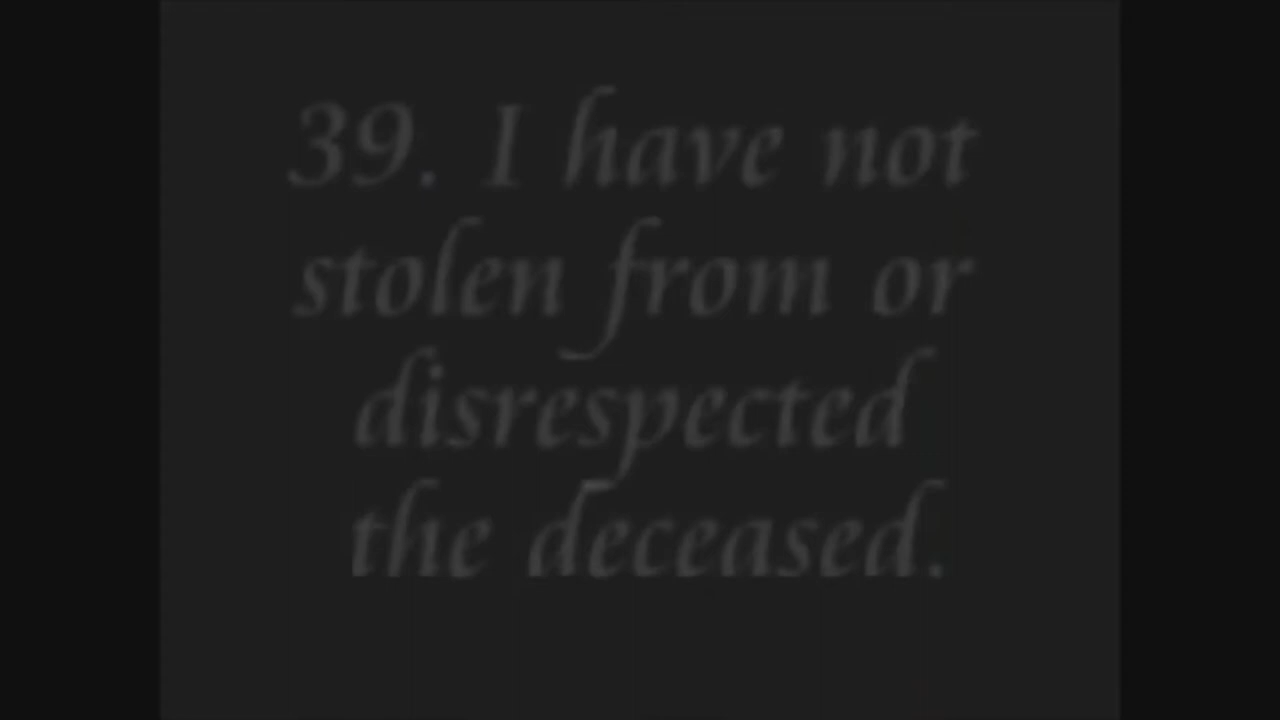 39. I have not
stolen from or
disrespected
the deceased.